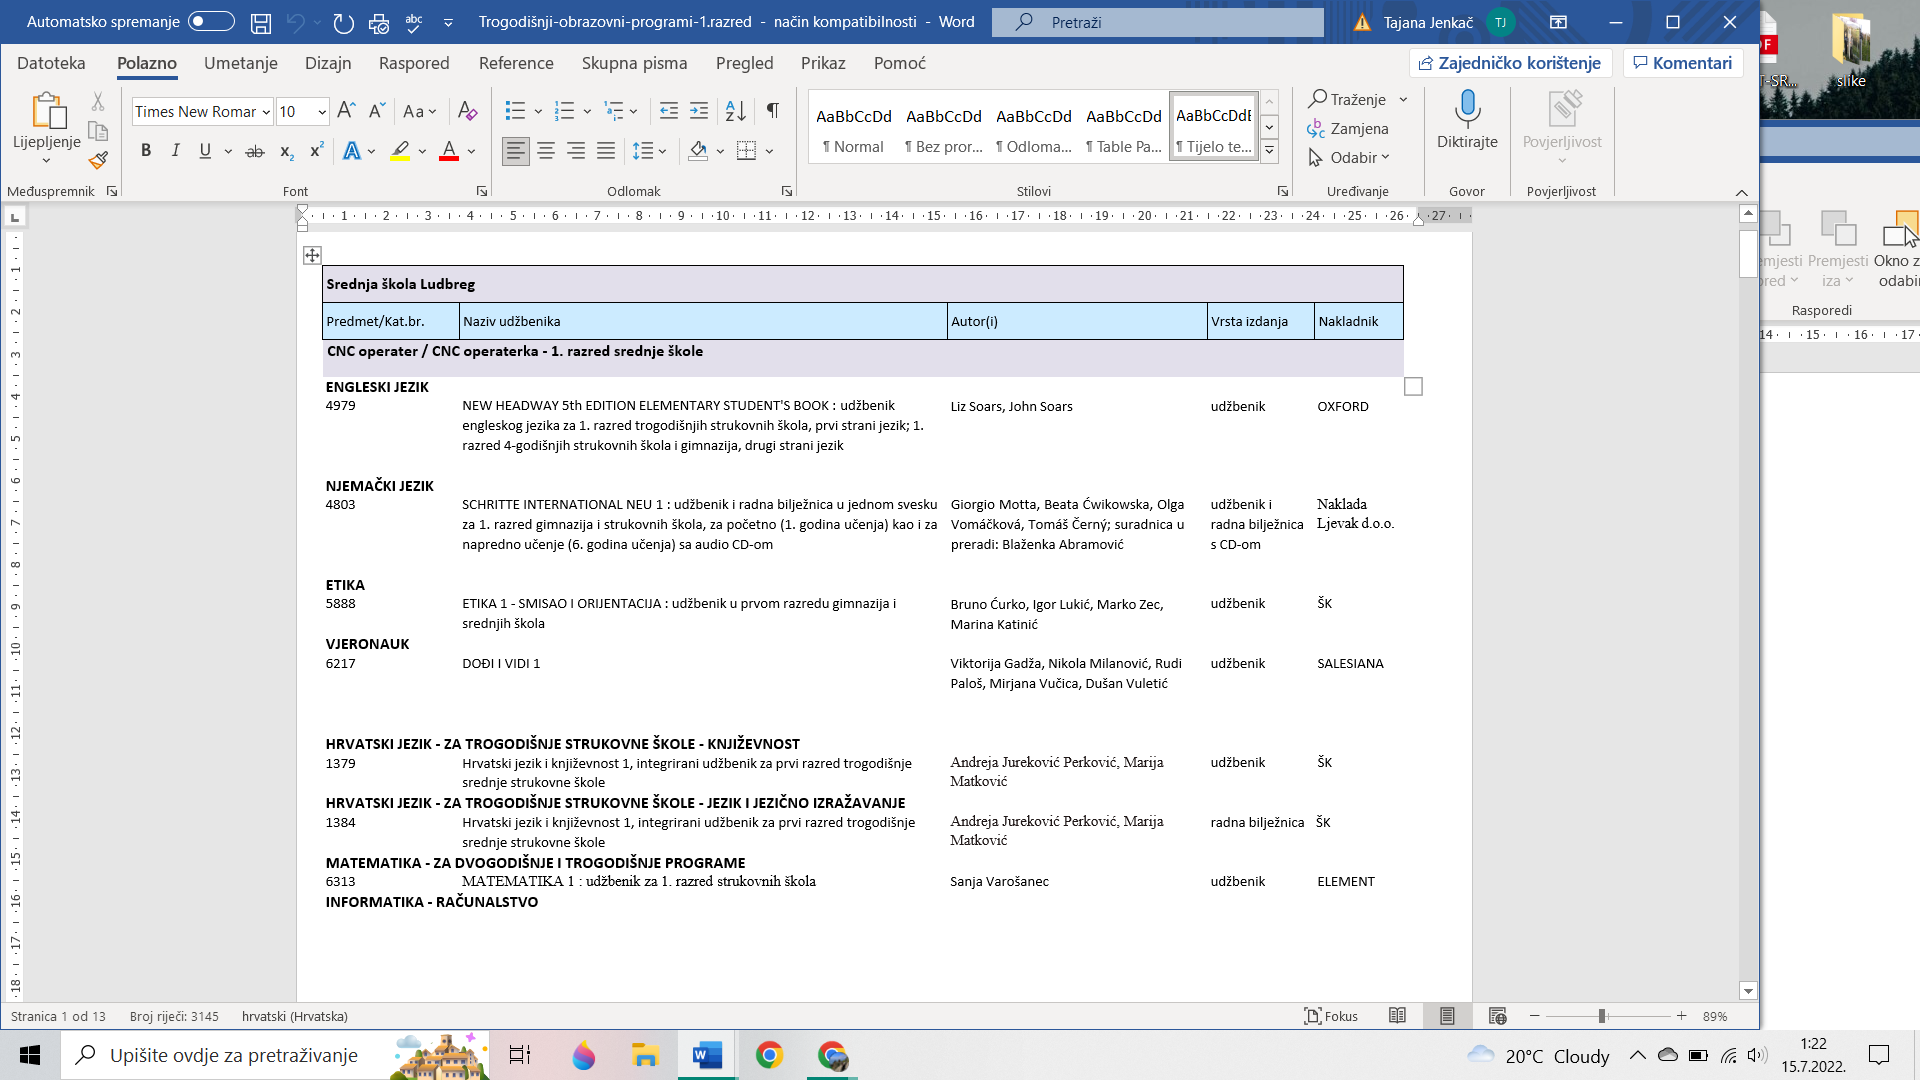 Automatsko spremanje
Trogodišnji-obrazovni-programi-1.razred - način kompatibilnosti - Word
Pretraži
Tajana Jenkač
TJ
slike
Datoteka Polazno Umetanje Dizajn Raspored Reference Skupna pisma Pregled Prikaz Pomoć
Zajedničko korištenje Komentari
Lijepljenje
Times New Romar 10
Međuspremnik
Font
Odlomak
AaBbCcDd AaBbCcDd AaBbCcDd AaBbCcDd AaBbCcDdE
¶ Normal ¶ Bez pror... ¶ Odloma... ¶ Table Pa... ¶ Tijelo te...
Stilovi
Traženje
Zamjena
Odabir
Uređivanje
Diktirajte
Govor
Povjerljivost
Povjerljivost
Premjesti
iza
Okno z
odabir
Rasporedi
Srednja škola Ludbreg
Predmet/Kat.br. Naziv udžbenika Autor(i) Vrsta izdanja Nakladnik
CNC operater / CNC operaterka - 1. razred srednje škole
ENGLESKI JEZIK
4979 NEW HEADWAY 5th EDITION ELEMENTARY STUDENT'S BOOK : udžbenik Liz Soars, John Soars udžbenik OXFORD
engleskog jezika za 1. razred trogodišnjih strukovnih škola, prvi strani jezik; 1.
razred 4-godišnjih strukovnih škola i gimnazija, drugi strani jezik
NJEMAČKI JEZIK
4803 SCHRITTE INTERNATIONAL NEU 1 : udžbenik i radna bilježnica u jednom svesku Giorgio Motta, Beata Ćwikowska, Olga udžbenik i Naklada
za 1. razred gimnazija i strukovnih škola, za početno (1. godina učenja) kao i za Vomáčková, Tomáš Černý; suradnica u radna bilježnica Ljevak d.o.o.
napredno učenje (6. godina učenja) sa audio CD-om preradi: Blaženka Abramović s CD-om
ETIKA
5888 ETIKA 1 - SMISAO I ORIJENTACIJA : udžbenik u prvom razredu gimnazija i Bruno Ćurko, Igor Lukić, Marko Zec, udžbenik ŠK
srednjih škola Marina Katinić
VJERONAUK
6217 DOĐI I VIDI 1 Viktorija Gadža, Nikola Milanović, Rudi udžbenik SALESIANA
Paloš, Mirjana Vučica, Dušan Vuletić
HRVATSKI JEZIK - ZA TROGODIŠNJE STRUKOVNE ŠKOLE - KNJIŽEVNOST
1379 Hrvatski jezik i književnost 1, integrirani udžbenik za prvi razred trogodišnje Andreja Jureković Perković, Marija udžbenik ŠK
srednje strukovne škole Matković
HRVATSKI JEZIK - ZA TROGODIŠNJE STRUKOVNE ŠKOLE - JEZIK I JEZIČNO IZRAŽAVANJE
1384 Hrvatski jezik i književnost 1, integrirani udžbenik za prvi razred trogodišnje Andreja Jureković Perković, Marija radna bilježnica ŠK
srednje strukovne škole Matković
MATEMATIKA - ZA DVOGODIŠNJE I TROGODIŠNJE PROGRAME
6313 MATEMATIKA 1 : udžbenik za 1. razred strukovnih škola Sanja Varošanec udžbenik ELEMENT
INFORMATIKA - RAČUNALSTVO
Stranica 1 od 13 Broj riječi: 3145 hrvatski (Hrvatska) Fokus 89%
Upišite ovdje za pretraživanje
20°C Cloudy
1:22
15.7.2022.